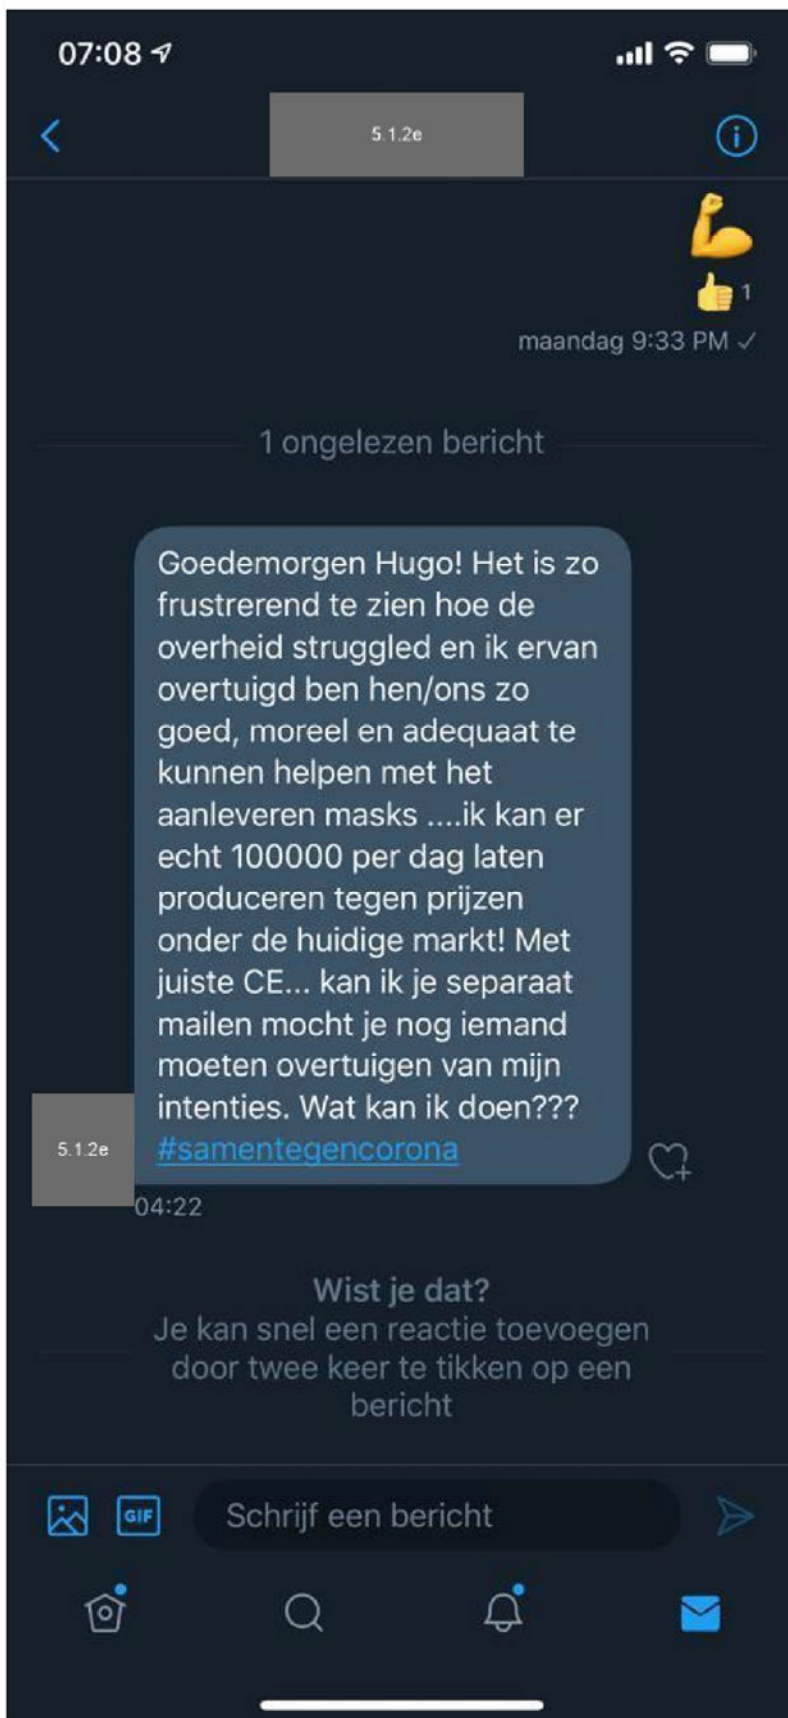 07:08
5.1.2e
1
maandag 9:33 PM
1 ongelezen bericht
Goedemorgen Hugo! Het is zo
frustrerend te zien hoe de
overheid struggled en ik ervan
overtuigd ben hen/ons zo
goed, moreel en adequaat te
kunnen helpen met het
aanleveren masks ....ik kan er
echt 100000 per dag laten
produceren tegen prijzen
onder de huidige markt! Met
juiste CE... kan ik je separaat
mailen mocht je nog iemand
moeten overtuigen van mijn
intenties. Wat kan ik doen???
#samentegencorona
5.1.2e
04:22
Wist je dat?
Je kan snel een reactie toevoegen
door twee keer te tikken op een
bericht
GIF
Schrijf een bericht